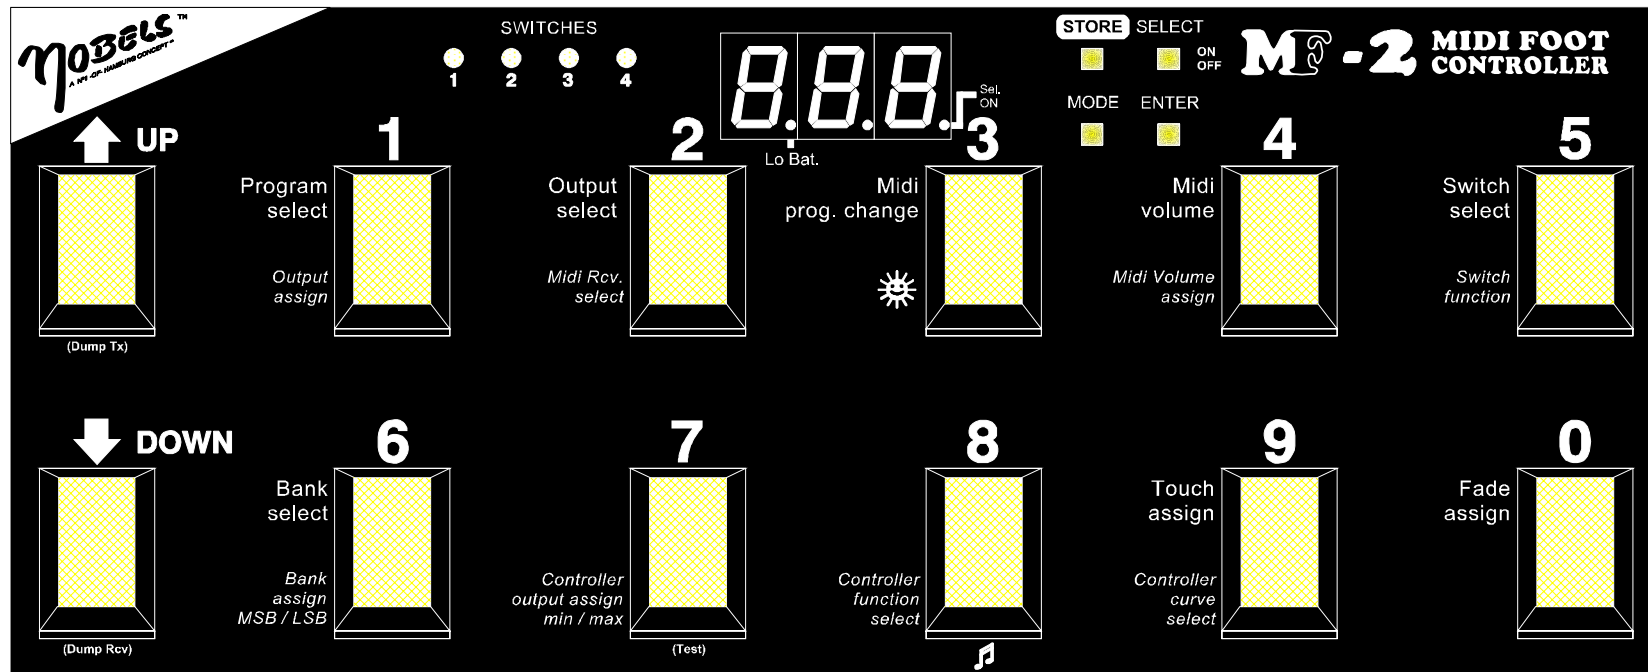 NOBELS™
SWITCHES
1 2 3 4
8.8.8.
Sel.
ON
Lo Bat.
STORE SELECT
ON
OFF
MODE ENTER
MF-2 MIDI FOOT
CONTROLLER
UP
(Dump Tx)
1
Program
select
Output
assign
2
Output
select
Midi Rcv.
select
3
Midi
prog. change
4
Midi
volume
Midi Volume
assign
5
Switch
select
Switch
function
DOWN
(Dump Rcv)
6
Bank
select
Bank
assign
MSB / LSB
7
Controller
output assign
min / max
(Test)
8
Controller
function
select
9
Touch
assign
Controller
curve
select
0
Fade
assign